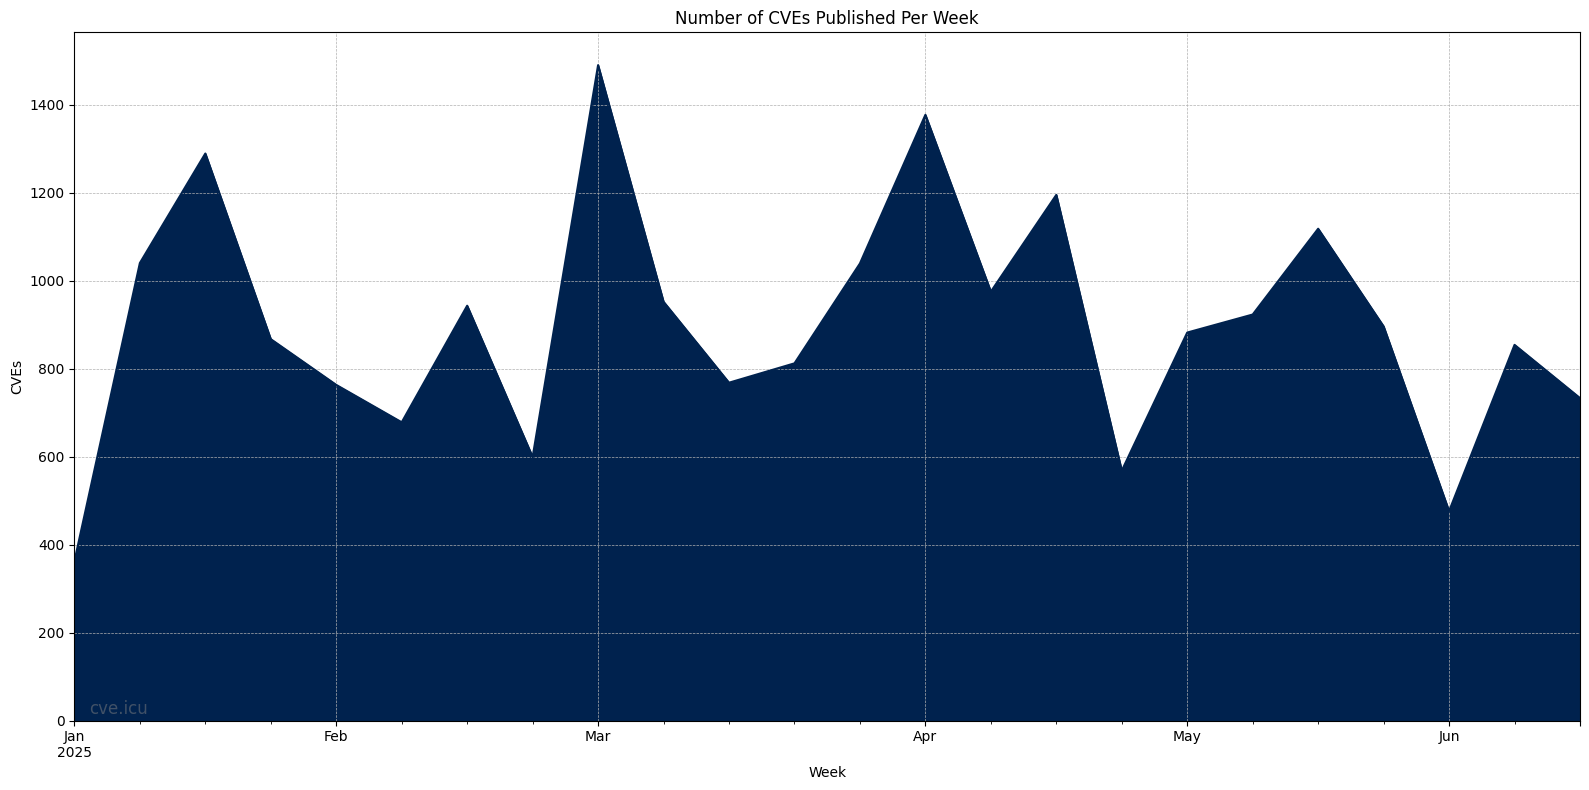 Number of CVEs Published Per Week
CVEs
1400
1200
1000
800
600
400
200
0
cve.icu
Jan Feb Mar Apr May Jun
2025
Week